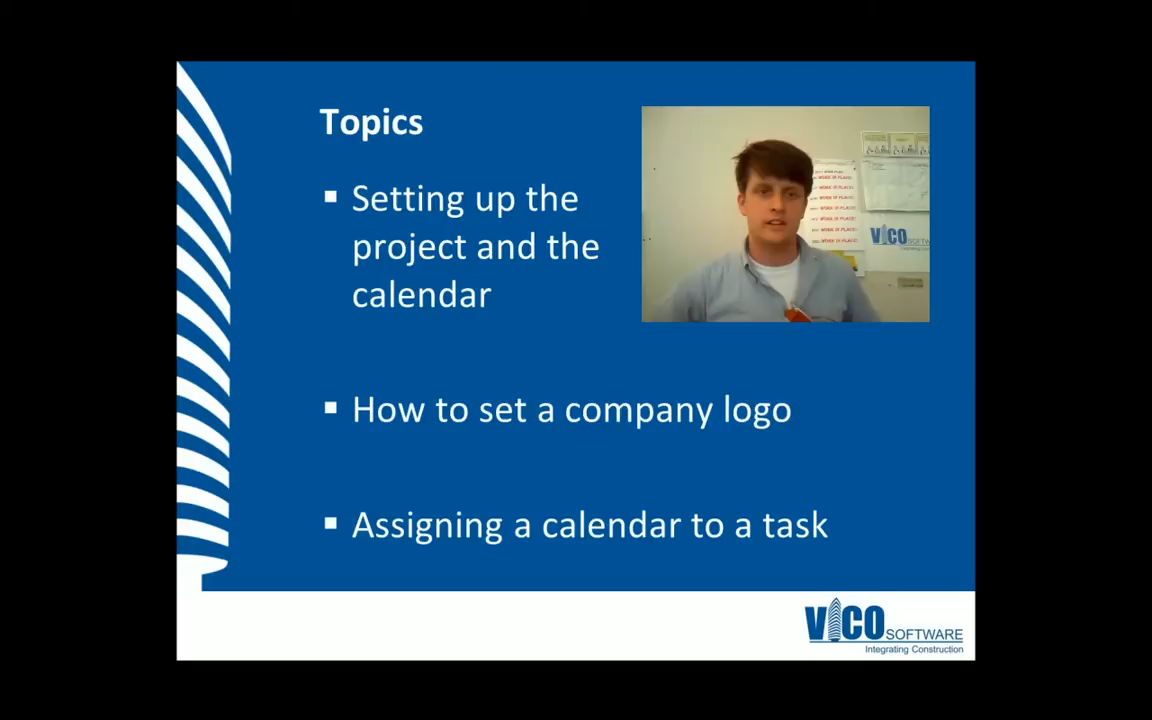 Topics
Setting up the
project and the
calendar
How to set a company logo
Assigning a calendar to a task
VICO SOFTWARE
Integrating Construction